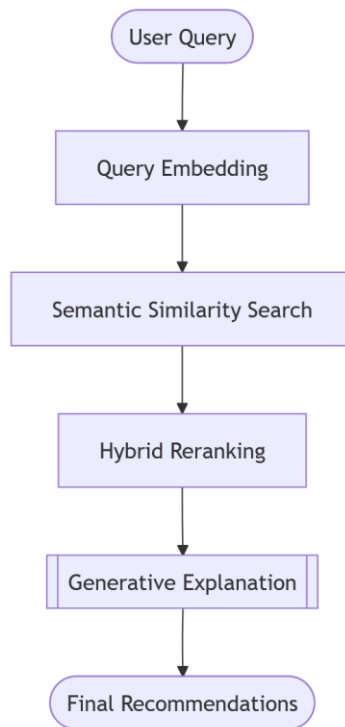 User Query
Query Embedding
Semantic Similarity Search
Hybrid Reranking
Generative Explanation
Final Recommendations